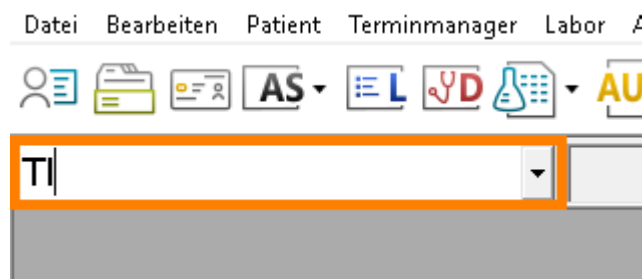 Datei Bearbeiten Patient Terminmanager Labor
AS L D AU
TI